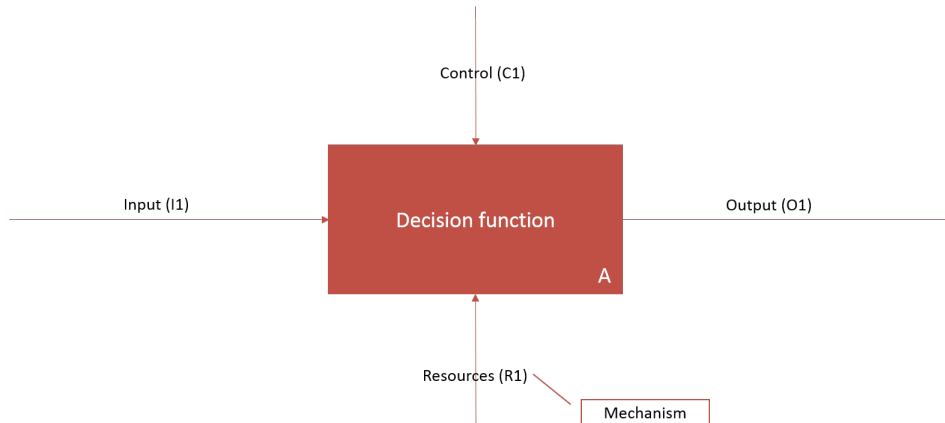 Control (C1)
Input (I1)
Decision function
Output (O1)
A
Resources (R1)
Mechanism